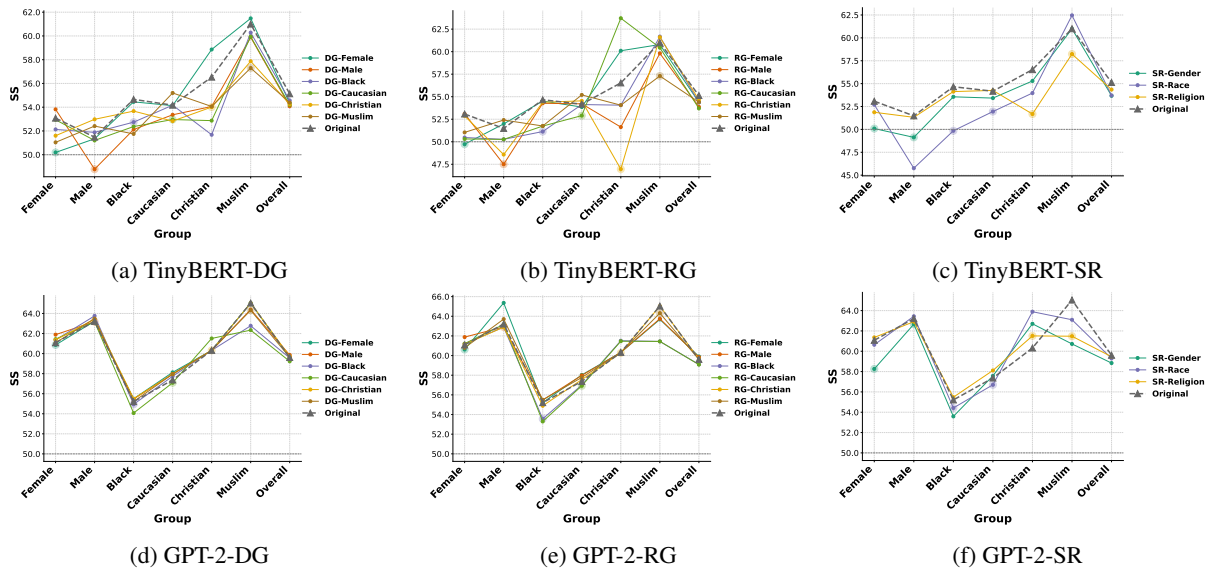 62.0
60.0
58.0
56.0
54.0
52.0
50.0
SS
Female
Male
Black
Caucasian
Christian
Muslim
Overall
Group
DG-Female
DG-Male
DG-Black
DG-Caucasian
DG-Christian
DG-Muslim
Original
(a) TinyBERT-DG
65.0
62.5
60.0
57.5
55.0
52.5
50.0
47.5
SS
Female
Male
Black
Caucasian
Christian
Muslim
Overall
Group
RG-Female
RG-Male
RG-Black
RG-Caucasian
RG-Christian
RG-Muslim
Original
(b) TinyBERT-RG
62.5
60.0
57.5
55.0
52.5
50.0
47.5
45.0
SS
Female
Male
Black
Caucasian
Christian
Muslim
Overall
Group
SR-Gender
SR-Race
SR-Religion
Original
(c) TinyBERT-SR
64.0
62.0
60.0
58.0
56.0
54.0
52.0
50.0
SS
Female
Male
Black
Caucasian
Christian
Muslim
Overall
Group
DG-Female
DG-Male
DG-Black
DG-Caucasian
DG-Christian
DG-Muslim
Original
(d) GPT-2-DG
66.0
64.0
62.0
60.0
58.0
56.0
54.0
52.0
50.0
SS
Female
Male
Black
Caucasian
Christian
Muslim
Overall
Group
RG-Female
RG-Male
RG-Black
RG-Caucasian
RG-Christian
RG-Muslim
Original
(e) GPT-2-RG
64.0
62.0
60.0
58.0
56.0
54.0
52.0
50.0
SS
Female
Male
Black
Caucasian
Christian
Muslim
Overall
Group
SR-Gender
SR-Race
SR-Religion
Original
(f) GPT-2-SR